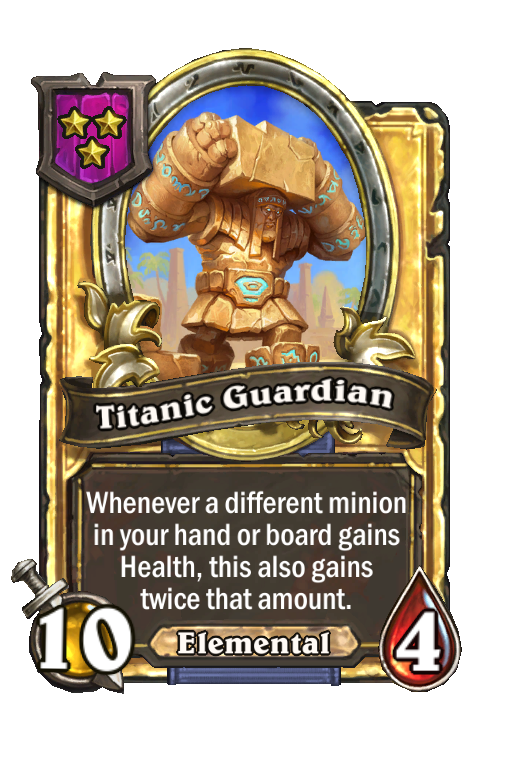 Titanic Guardian
Whenever a different minion
in your hand or board gains
Health, this also gains
twice that amount.
10
Elemental
4